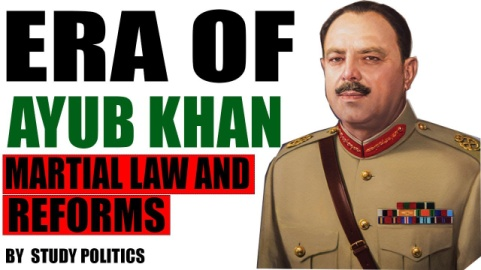 ERA OF
AYUB KHAN
MARTIAL LAW AND
REFORMS
BY STUDY POLITICS